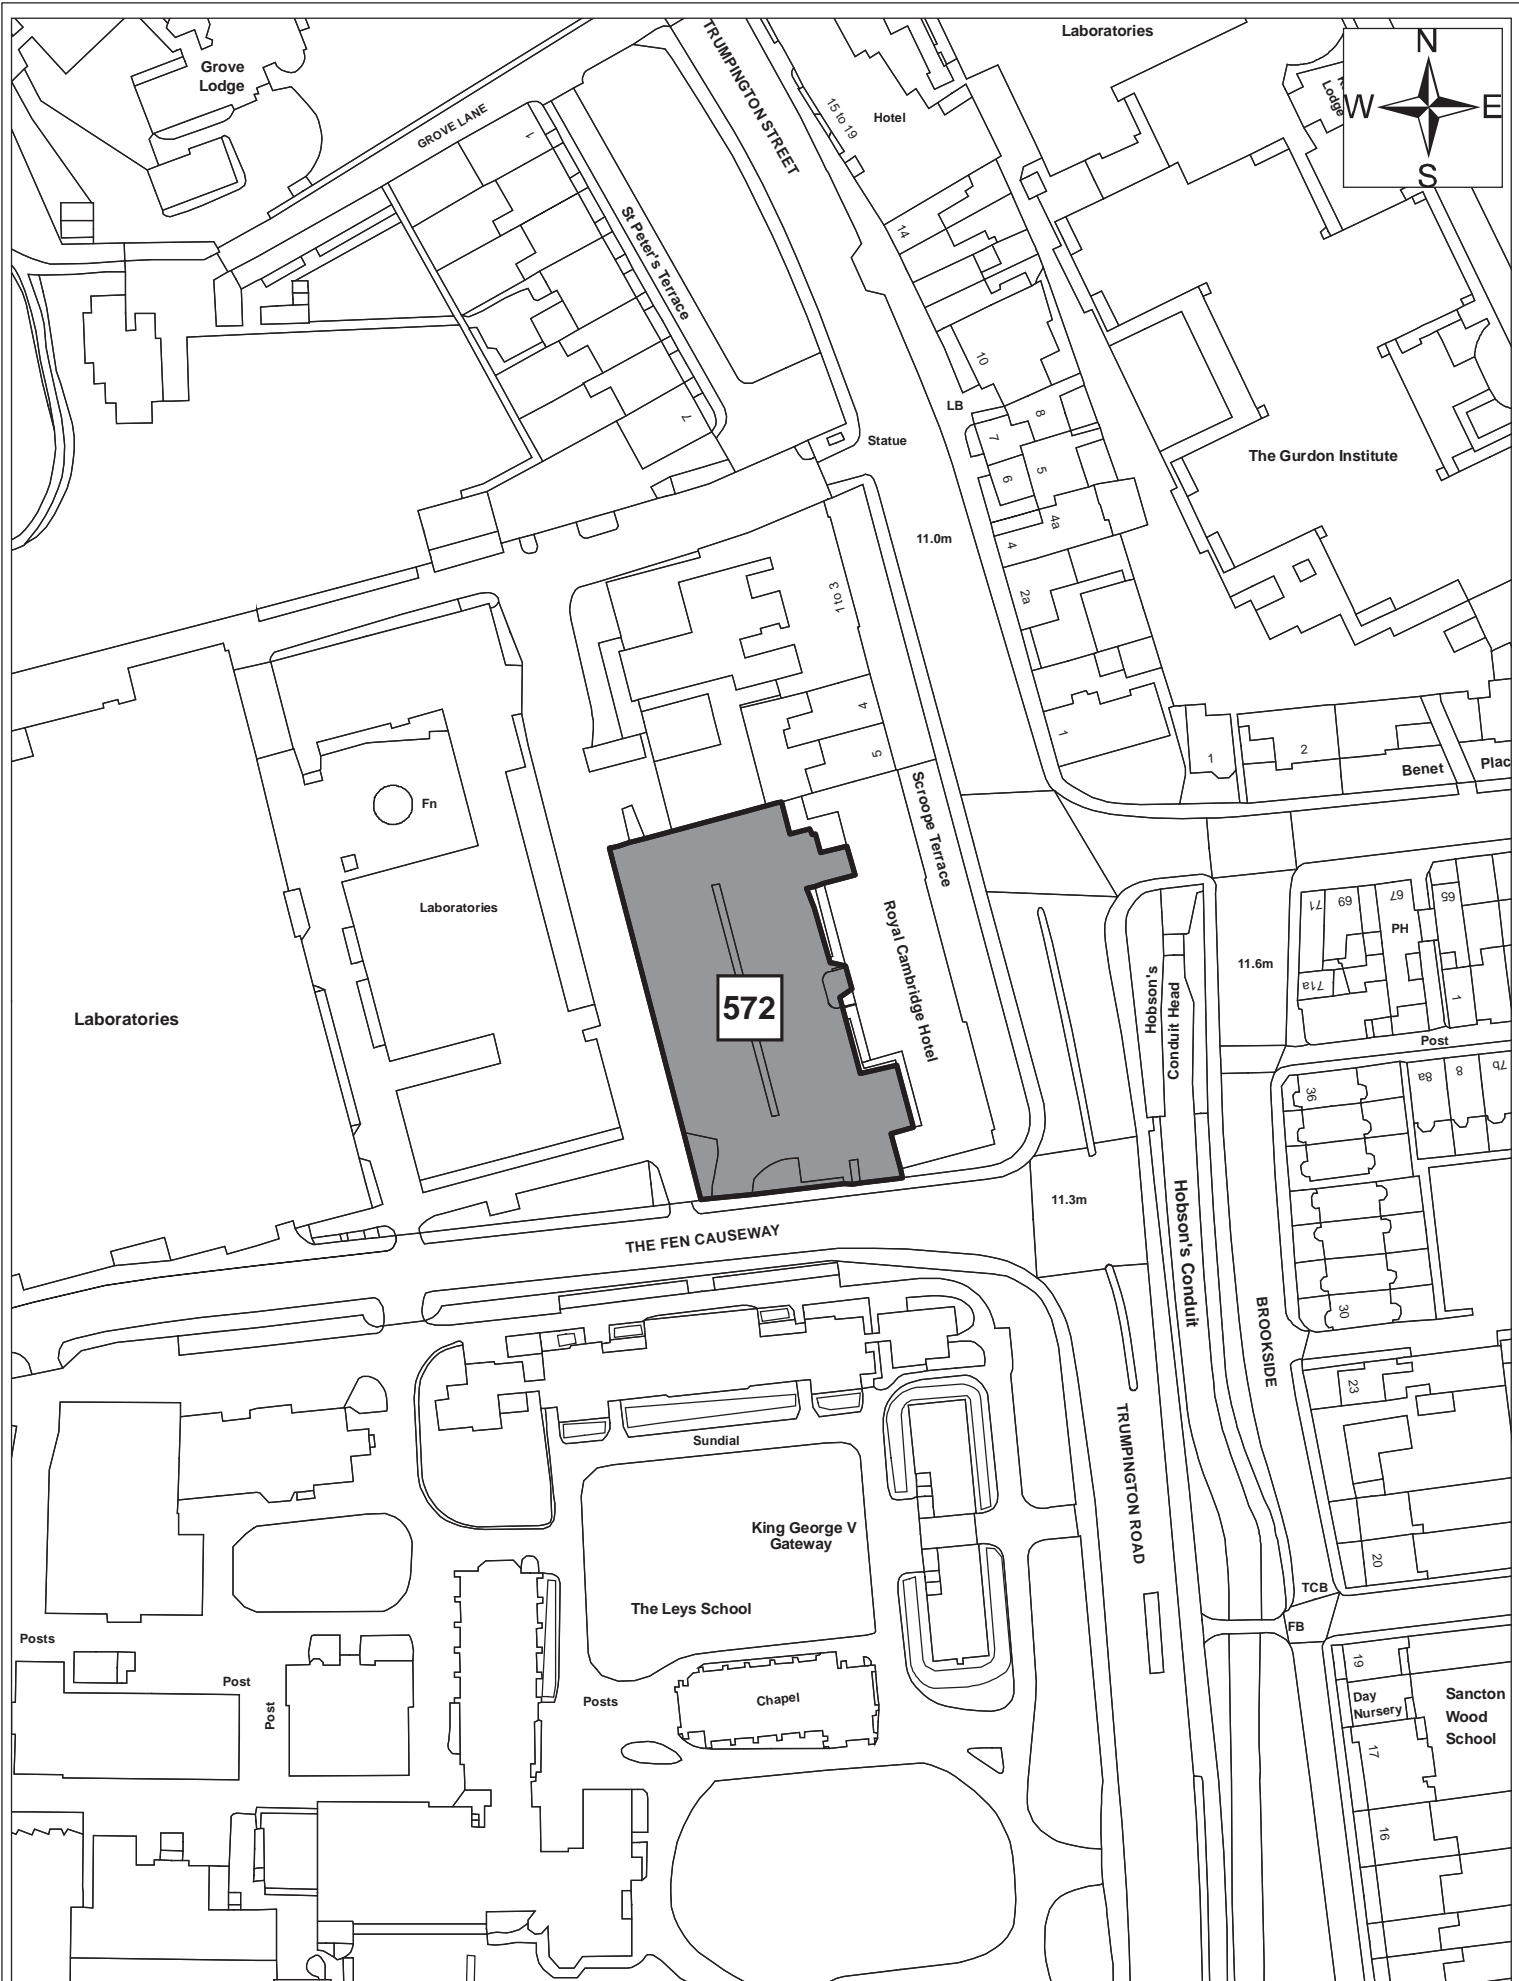 Laboratories
N
W
E
S
Lodge
Grove
Lodge
GROVE LANE
TRUMPINGTON STREET
15 to 19
Hotel
1
St Peter's Terrace
14
10
LB
8
7
7
6
5
Statue
The Gurdon Institute
4a
4
11.0m
2a
1 to 3
4
5
1
1
2
Benet
Plac
Scroope Terrace
Fn
Laboratories
Laboratories
Royal Cambridge Hotel
572
Hobson's
Conduit Head
11.6m
71
69
67
65
PH
71a
1
Post
36
8a
8
7b
11.3m
Hobson's Conduit
THE FEN CAUSEWAY
BROOKSIDE
30
23
TRUMPINGTON ROAD
Sundial
King George V
Gateway
20
TCB
The Leys School
FB
Posts
19
Post
Post
Posts
Chapel
Day
Nursery
Sancton
Wood
School
17
16